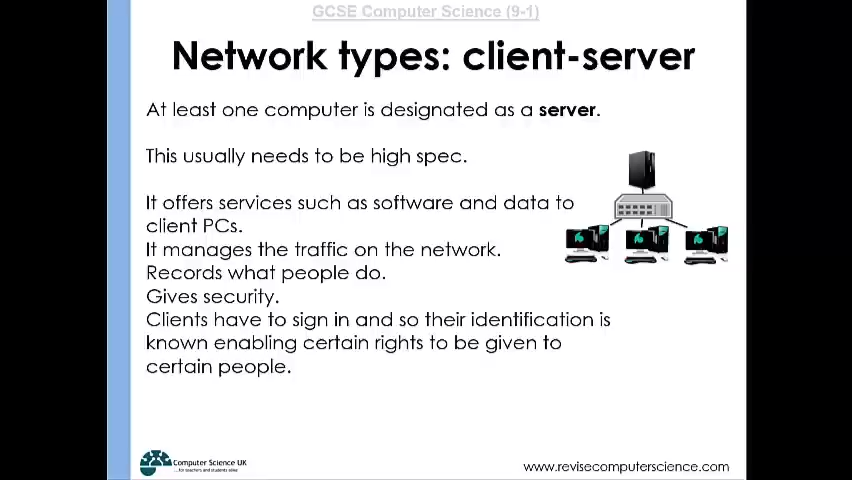 GCSE Computer Science (9-1)
Network types: client-server
At least one computer is designated as a server.
This usually needs to be high spec.
It offers services such as software and data to
client PCs.
It manages the traffic on the network.
Records what people do.
Gives security.
Clients have to sign in and so their identification is
known enabling certain rights to be given to
certain people.
Computer Science UK
...for teachers and students alike
www.revisecomputerscience.com